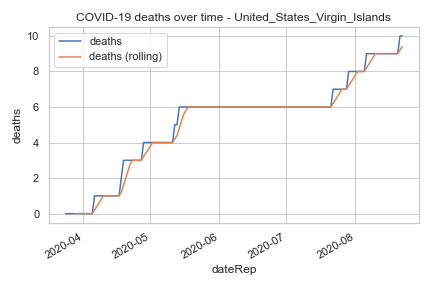 COVID-19 deaths over time - United_States_Virgin_Islands
deaths
deaths (rolling)
deaths
10
8
6
4
2
0
2020-04
2020-05
2020-06
2020-07
2020-08
dateRep